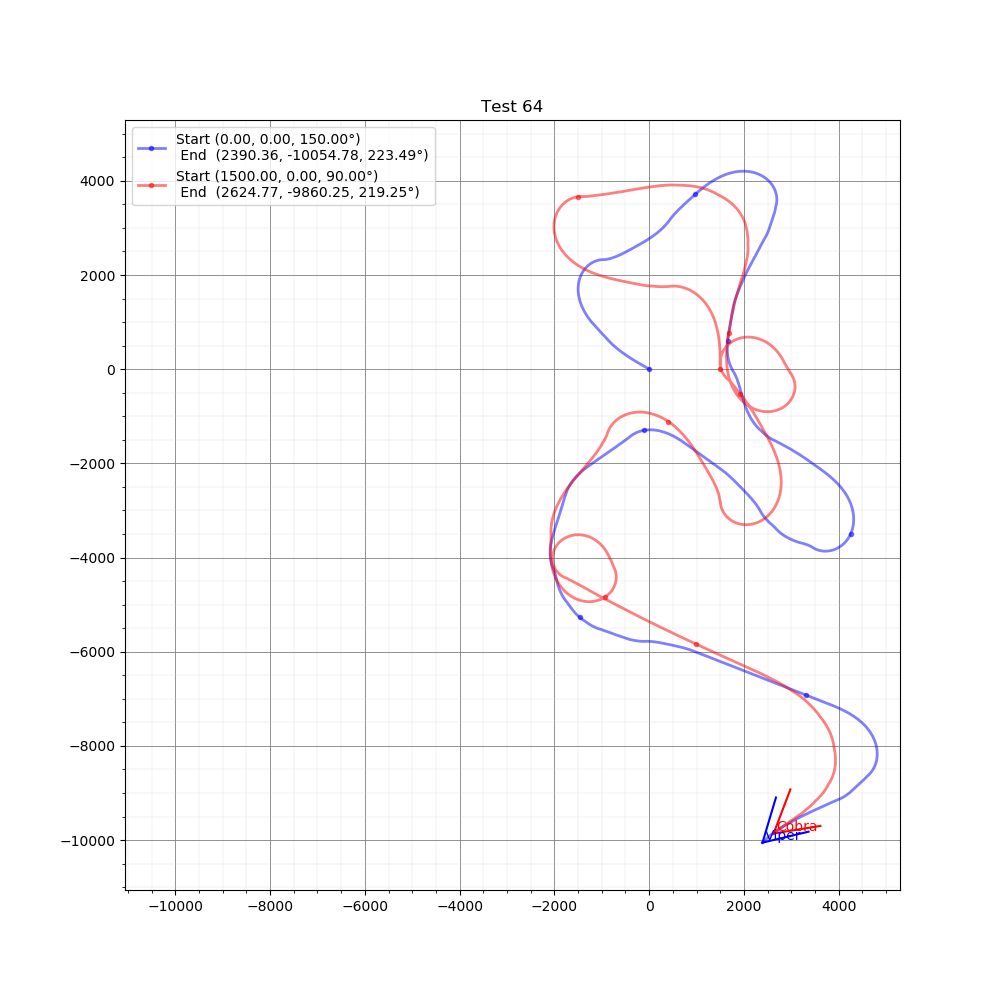 Test 64
Start (0.00, 0.00, 150.00°)
End (2390.36, -10054.78, 223.49°)
Start (1500.00, 0.00, 90.00°)
End (2624.77, -9860.25, 219.25°)
4000
2000
0
−2000
−4000
−6000
−8000
−10000
Cobra
Viper
−10000 −8000 −6000 −4000 −2000 0 2000 4000